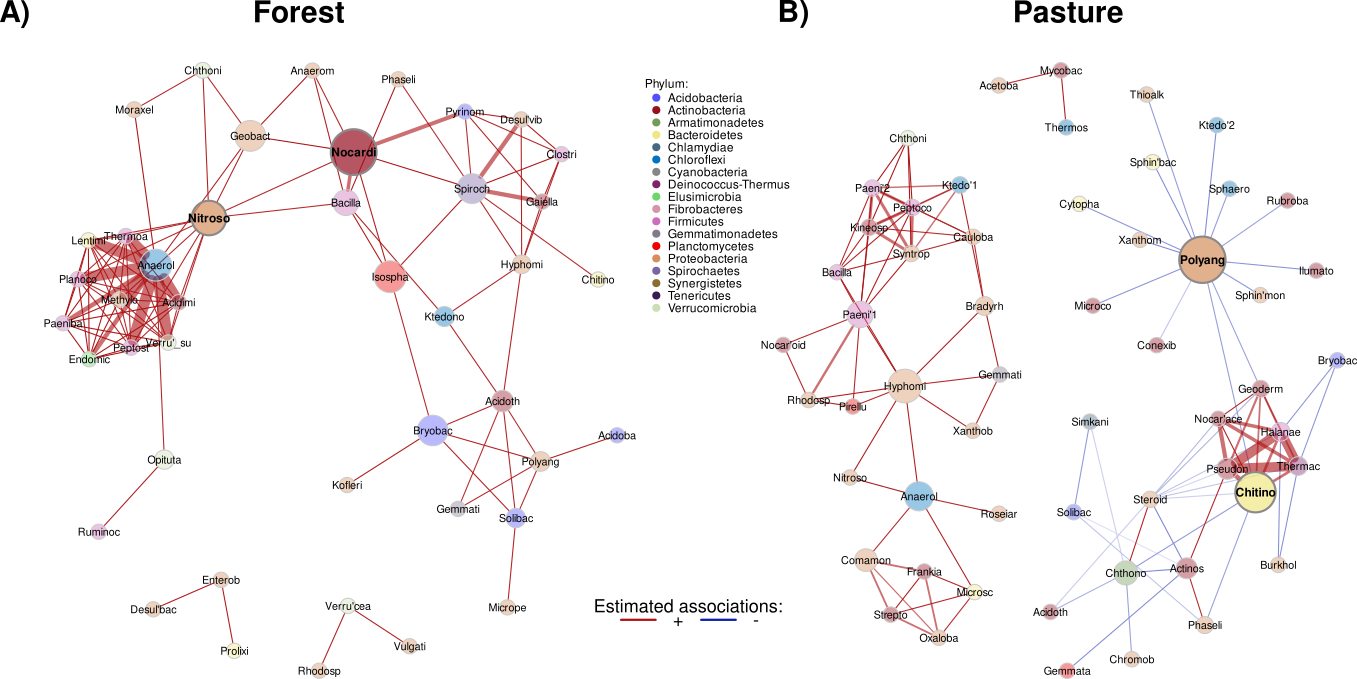 A)
Forest
B)
Pasture
Chthoni
Anaerom
Phaseli
Moraxel
Geobact
Pyrinom
Desul'vib
Nocardi
Clostri
Spiroch
Bacilla
Gaiella
Nitroso
Lentimi
Thermoa
Anaerol
Planoco
Isospha
Hyphomi
Chitino
Methylo
Acidimi
Paeniba
Ktedono
Peptost
Verru'_su
Endomic
Acidoth
Bryobac
Acidoba
Opituta
Polyang
Kofleri
Gemmati
Solibac
Ruminoc
Enterob
Desul'bac
Verru'cea
Micrope
Prolixi
Vulgati
Rhodosp
Phylum:
Acidobacteria
Actinobacteria
Armatimonadetes
Bacteroidetes
Chlamydiae
Chloroflexi
Cyanobacteria
Deinococcus-Thermus
Elusimicrobia
Fibrobacteres
Firmicutes
Gemmatimonadetes
Planctomycetes
Proteobacteria
Spirochaetes
Synergistetes
Tenericutes
Verrucomicrobia
Estimated associations:
+ -
Mycobac
Acetoba
Thioalk
Thermos
Ktedo'2
Chthoni
Sphin'bac
Paeni'2
Ktedo'1
Sphaero
Peptoco
Cytopha
Rubroba
Kineosp
Cauloba
Xanthom
Syntrop
Polyang
Bacilla
Ilumato
Sphin'mon
Bradyrh
Microco
Paeni'1
Nocar'oid
Conexib
Bryobac
Gemmati
Hyphomi
Geoderm
Rhodosp
Pirellu
Nocar'ace
Simkani
Xanthob
Halanae
Pseudon
Thermac
Nitroso
Chitino
Anaerol
Steroid
Roseiar
Solibac
Comamon
Frankia
Chthono
Actinos
Burkhol
Microsc
Strepto
Acidoth
Oxaloba
Phaseli
Chromob
Gemmata